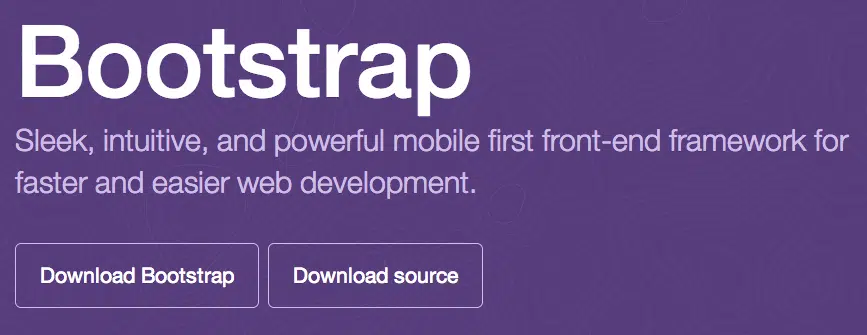 Bootstrap
Sleek, intuitive, and powerful mobile first front-end framework for
faster and easier web development.
Download Bootstrap
Download source